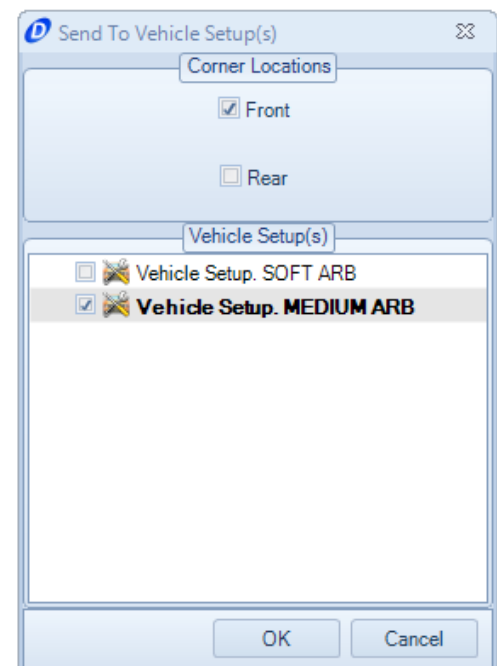 Send To Vehicle Setup(s)
Corner Locations
Front
Rear
Vehicle Setup(s)
Vehicle Setup. SOFT ARB
Vehicle Setup. MEDIUM ARB
OK Cancel